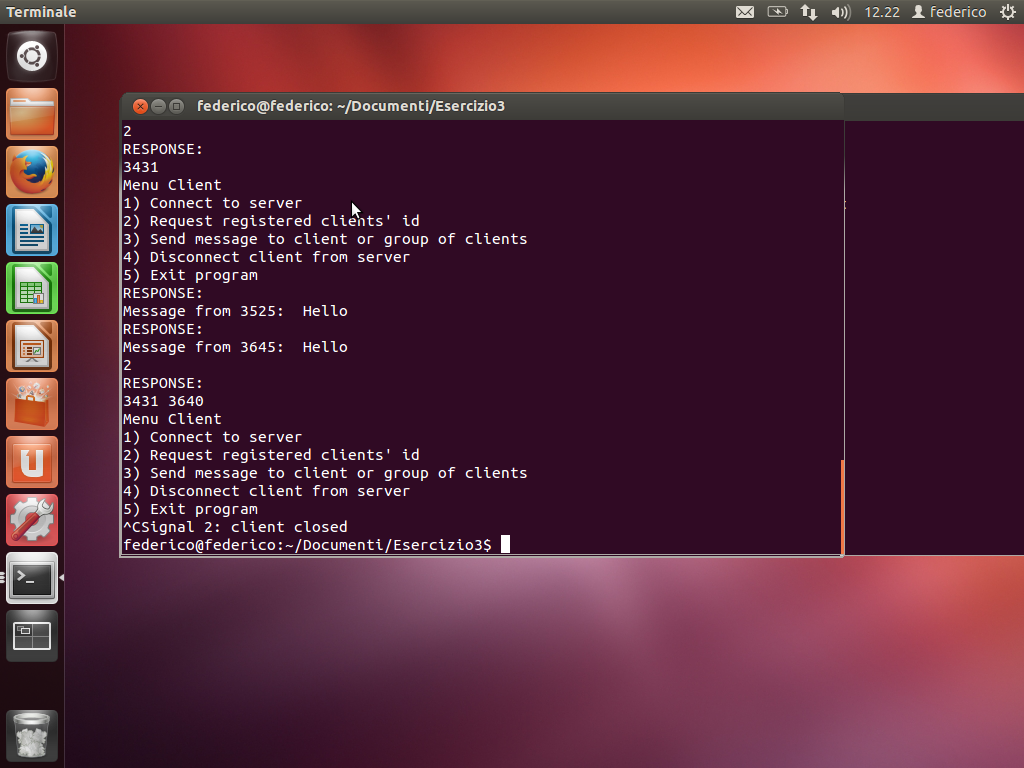 Terminale
12.22 federico
federico@federico: ~/Documenti/Esercizio3
2
RESPONSE:
3431
Menu Client
1) Connect to server
2) Request registered clients' id
3) Send message to client or group of clients
4) Disconnect client from server
5) Exit program
RESPONSE:
Message from 3525:  Hello
RESPONSE:
Message from 3645:  Hello
2
RESPONSE:
3431 3640
Menu Client
1) Connect to server
2) Request registered clients' id
3) Send message to client or group of clients
4) Disconnect client from server
5) Exit program
^CSignal 2: client closed
federico@federico:~/Documenti/Esercizio3$